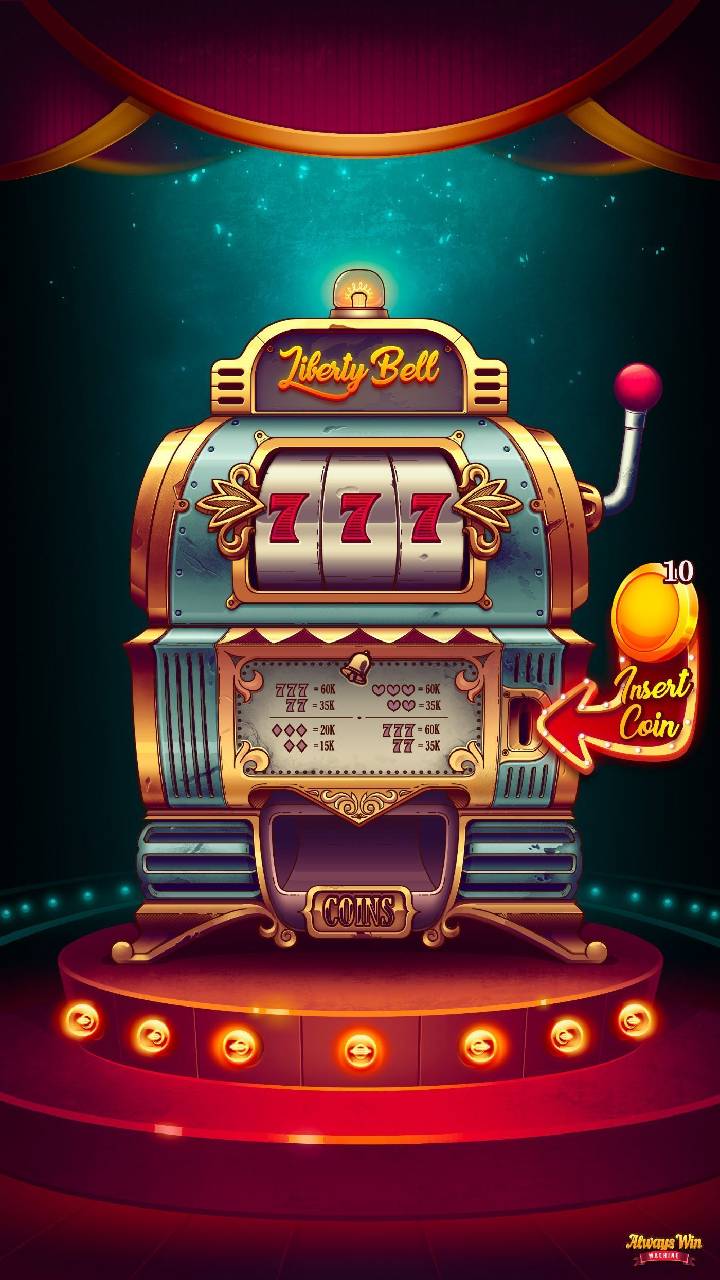 Liberty Bell
7 7 7
10
Insert
Coin
777 = 60K
77 = 35K
= 20K
= 15K
= 60K
= 35K
777 = 60K
77 = 35K
COINS
Always Win
MACHINE